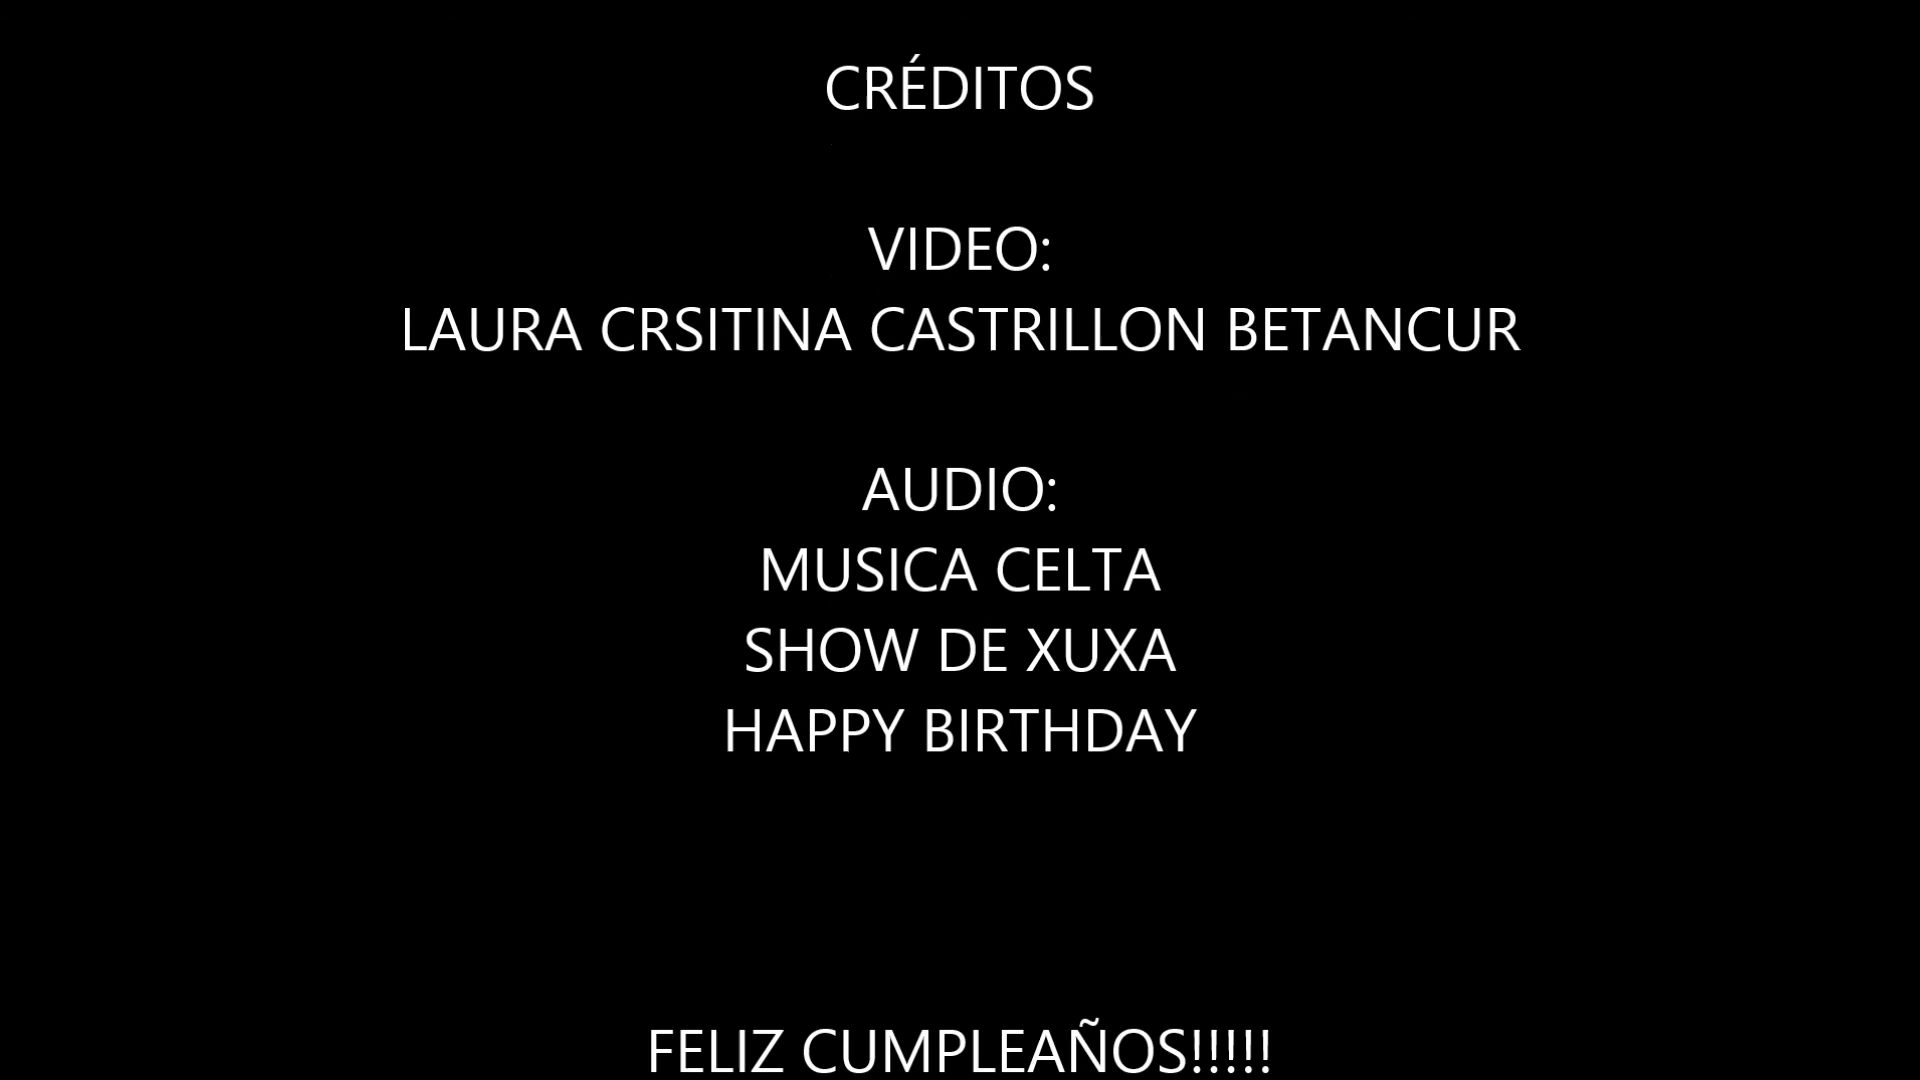 CRÉDITOS
VIDEO:
LAURA CRSITINA CASTRILLON BETANCUR
AUDIO:
MUSICA CELTA
SHOW DE XUXA
HAPPY BIRTHDAY
FELIZ CUMPLEAÑOS!!!!!